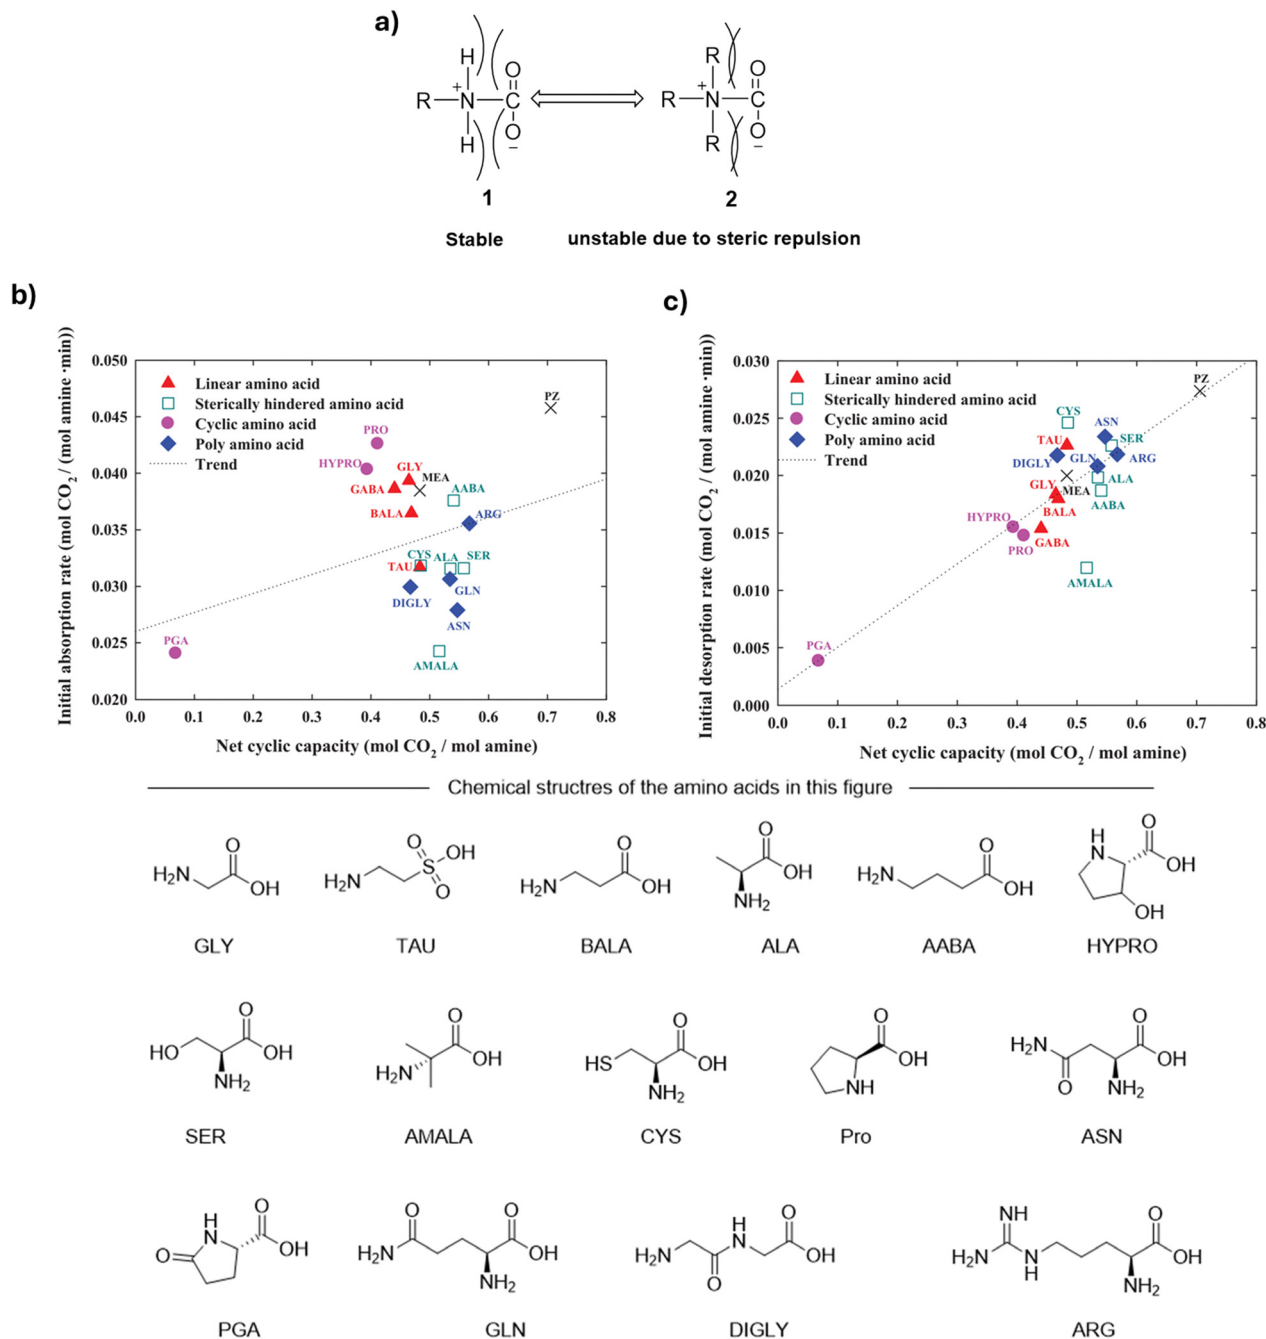 a)
H
O
R
N
+
C
H
O
−
1
Stable
R
O
R
N
+
C
R
O
−
2
unstable due to steric repulsion
b)
Initial absorption rate (mol CO2 / (mol amine ·min))
0.050
0.045
0.040
0.035
0.030
0.025
0.020
Linear amino acid
Sterically hindered amino acid
Cyclic amino acid
Poly amino acid
Trend
PZ
PRO
HYPRO
GLY
GABA
MEA
AABA
BALA
ARG
CYS
ALA
SER
TAU
DIGLY
GLN
ASN
PGA
AMALA
0.0 0.1 0.2 0.3 0.4 0.5 0.6 0.7 0.8
Net cyclic capacity (mol CO2 / mol amine)
c)
Initial desorption rate (mol CO2 / (mol amine ·min))
0.030
0.025
0.020
0.015
0.010
0.005
0.000
Linear amino acid
Sterically hindered amino acid
Cyclic amino acid
Poly amino acid
Trend
PZ
CYS
ASN
TAU
SER
DIGLY
GLN
ARG
GLY
MEA
ALA
BALA
AABA
HYPRO
PRO
GABA
AMALA
PGA
0.0 0.1 0.2 0.3 0.4 0.5 0.6 0.7 0.8
Net cyclic capacity (mol CO2 / mol amine)
Chemical structres of the amino acids in this figure
H2N
O
OH
GLY
H2N
O
S
OH
O
TAU
H2N
O
OH
BALA
O
OH
NH2
ALA
H2N
O
OH
AABA
H
N
O
OH
OH
HYPRO
HO
O
OH
NH2
SER
H2N
O
OH
AMALA
HS
O
OH
NH2
CYS
O
OH
NH
Pro
H2N
O
O
OH
NH2
ASN
O
H
N
O
OH
PGA
H2N
O
O
OH
NH2
GLN
H2N
O
H
N
O
OH
DIGLY
NH
H2N
N
H
O
OH
NH2
ARG